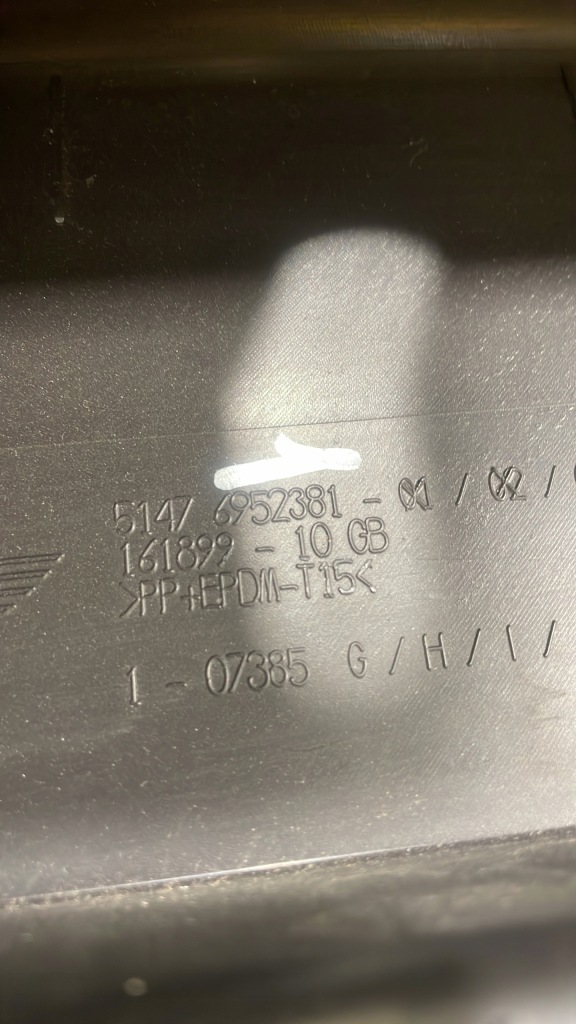 5147 6952381 - 01 / 02 /
161899 - 10 GB
>PP+EPDM-T15<
1 - 07385 G / H / I /